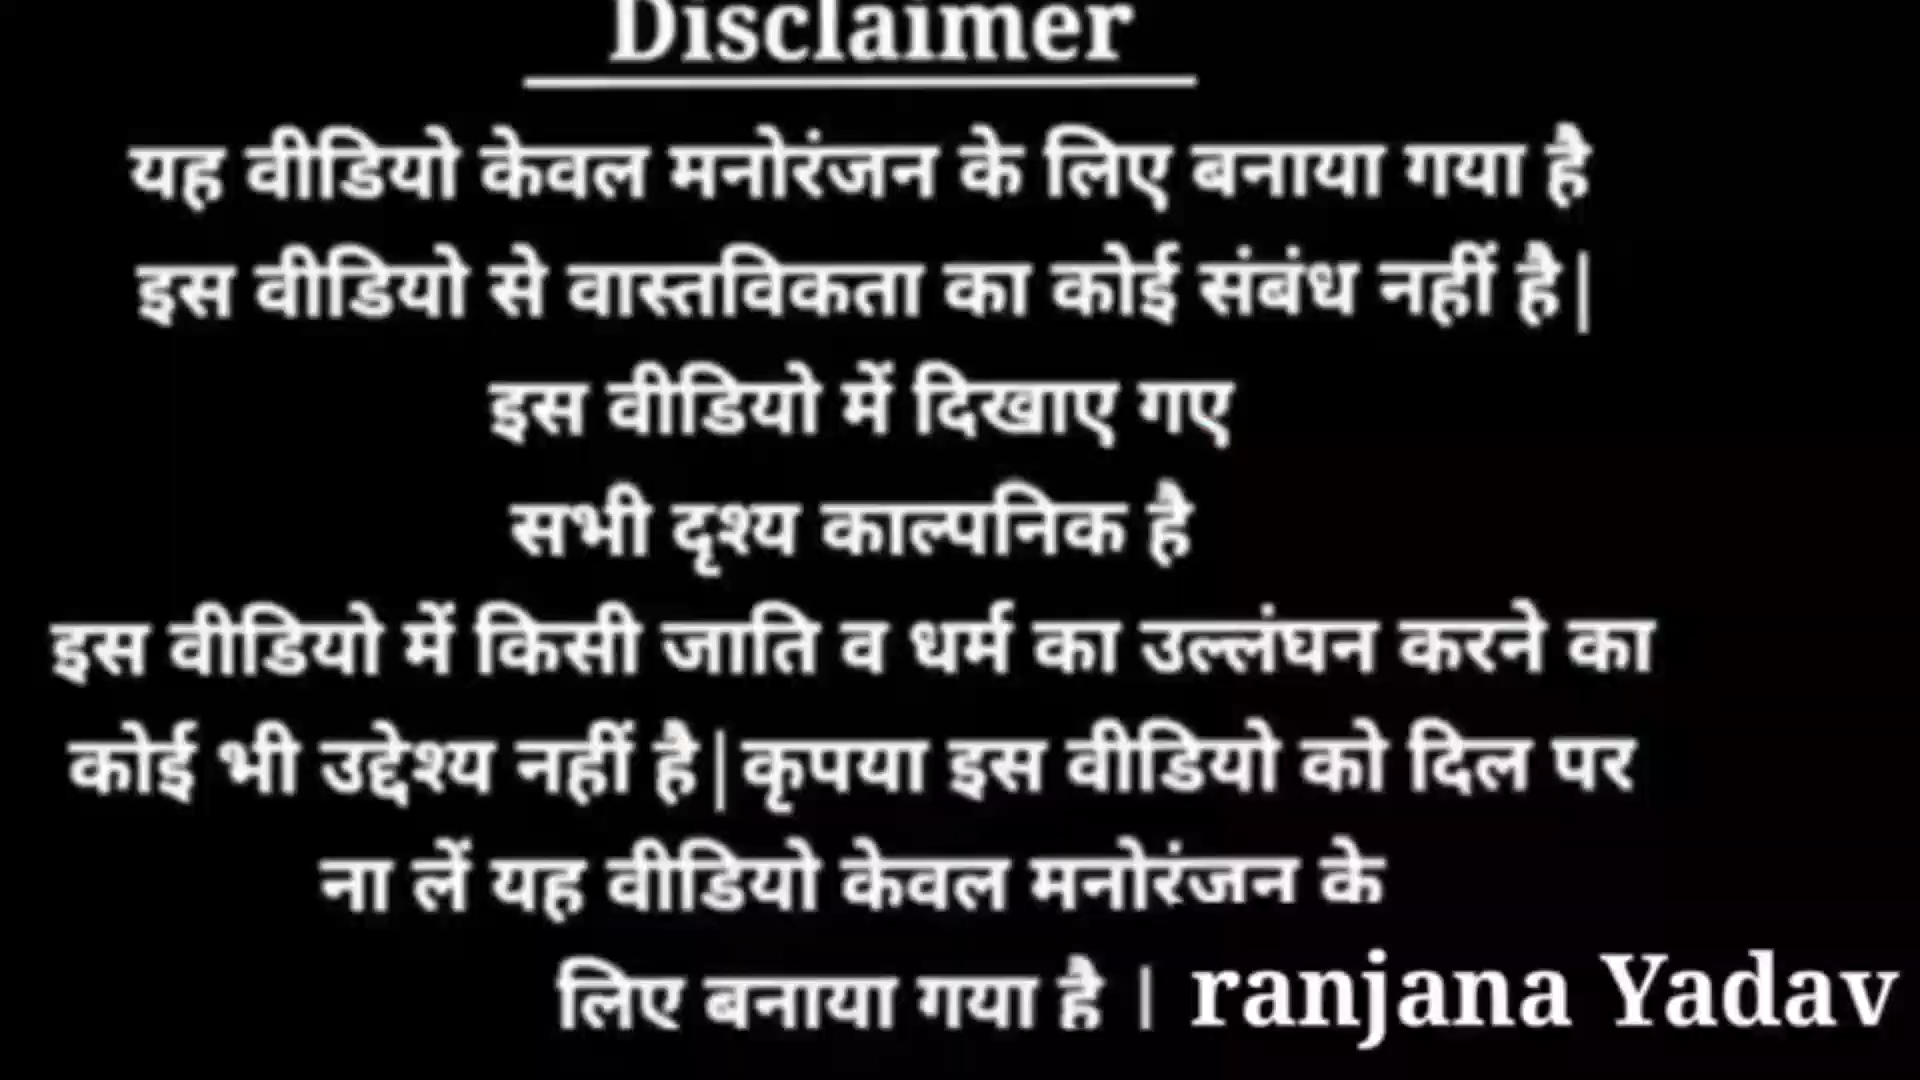 Disclaimer
यह वीडियो केवल मनोरंजन के लिए बनाया गया है
इस वीडियो से वास्तविकता का कोई संबंध नहीं है|
इस वीडियो में दिखाए गए
सभी दृश्य काल्पनिक है
इस वीडियो में किसी जाति व धर्म का उल्लंघन करने का
कोई भी उद्देश्य नहीं है|कृपया इस वीडियो को दिल पर
ना लें यह वीडियो केवल मनोरंजन के
लिए बनाया गया है । ranjana Yadav